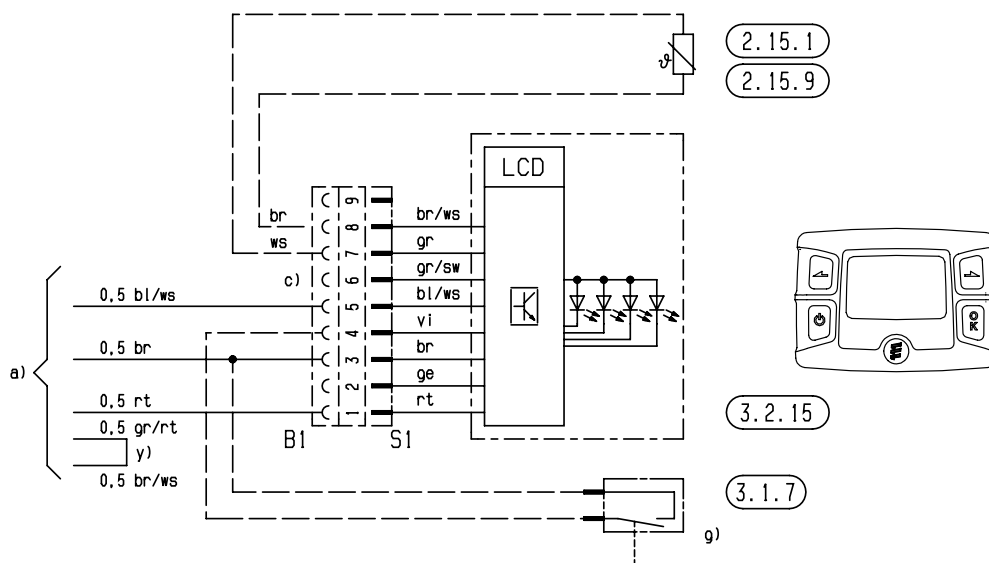 2.15.1
ϑ
2.15.9
LCD
9
br
8
br/ws
ws
7
gr
c)
6
gr/sw
0,5 bl/ws
5
bl/ws
4
vi
0,5 br
3
br
a)
2
ge
0,5 rt
1
rt
0,5 gr/rt
y)
0,5 br/ws
B1
S1
OK
3.2.15
3.1.7
g)